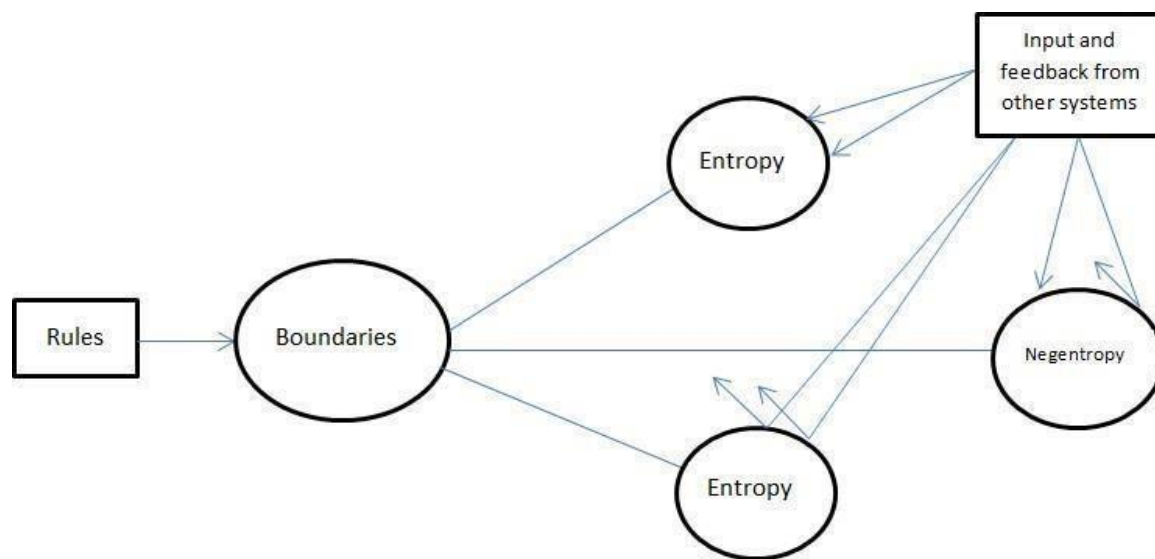 Input and
feedback from
other systems
Entropy
Rules
Boundaries
Negentropy
Entropy